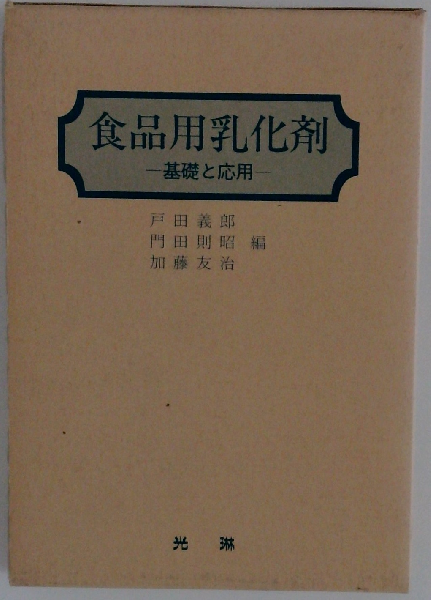 食品用乳化剤
—基礎と応用—
戸田義郎
門田則昭 編
加藤友治
光琳